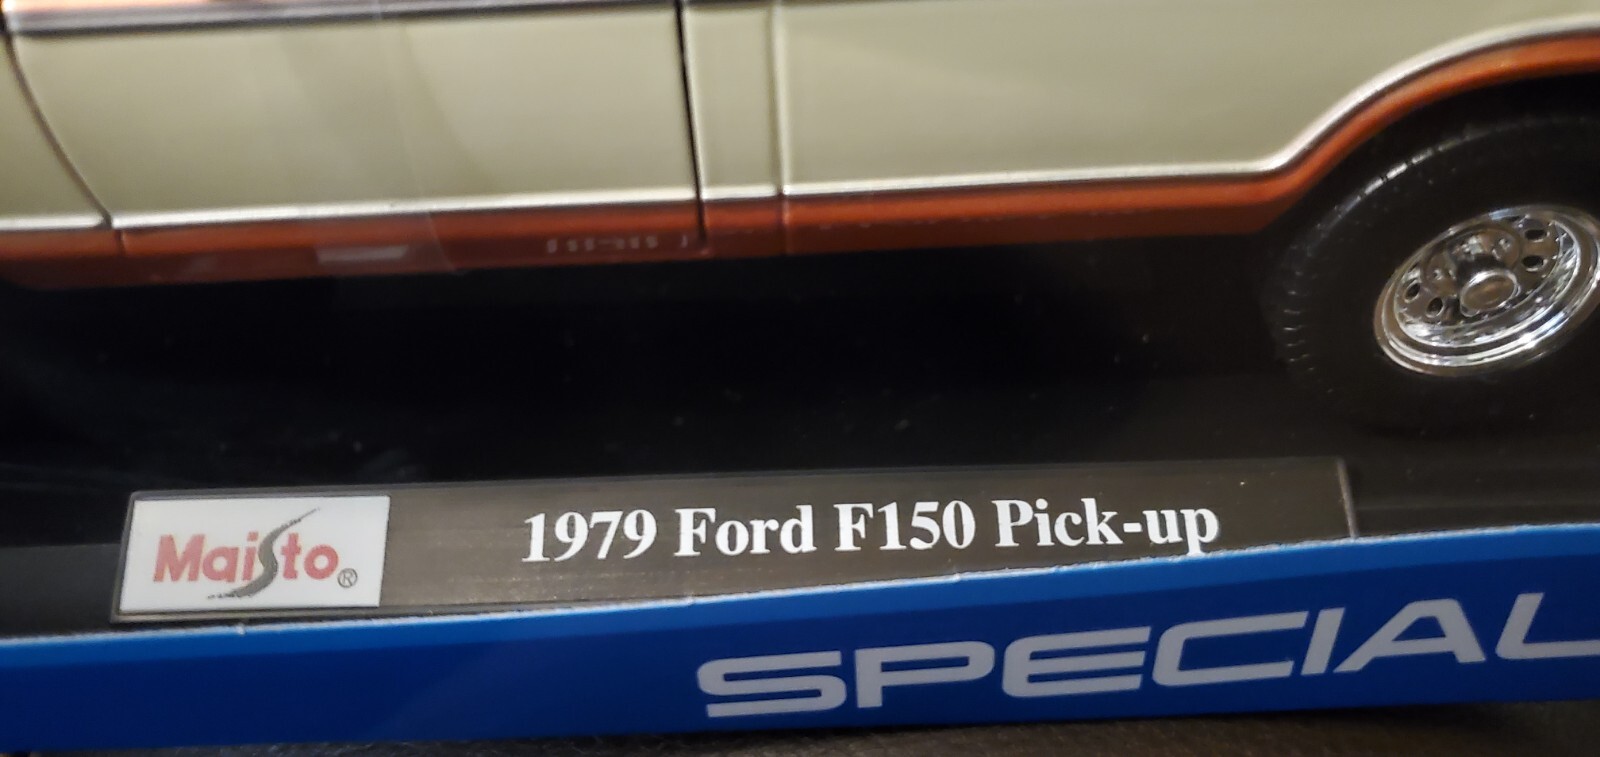 Maisto®
1979 Ford F150 Pick-up
SPECIAL